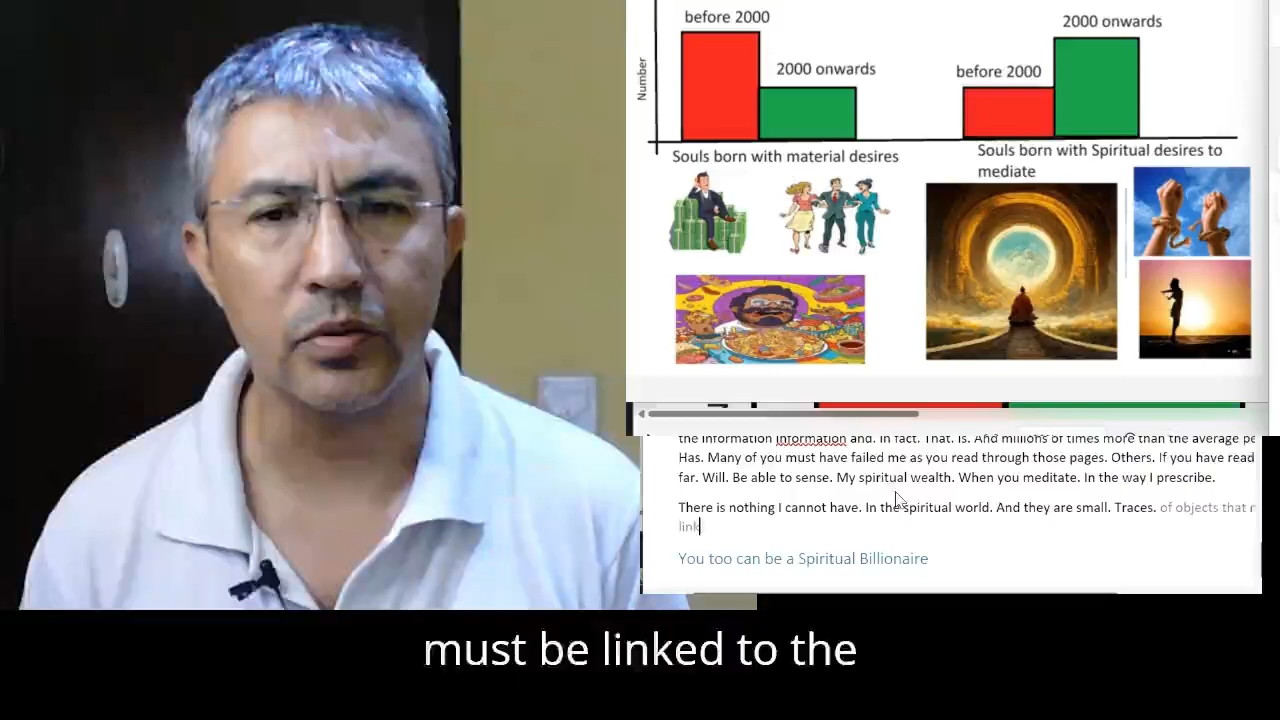 before 2000
2000 onwards
Number
2000 onwards
before 2000
Souls born with material desires
Souls born with Spiritual desires to
mediate
the information information and. In fact. That. Is. And millions of times more than the average pe
Has. Many of you must have failed me as you read through those pages. Others. If you have read
far. Will. Be able to sense. My spiritual wealth. When you meditate. In the way I prescribe.
There is nothing I cannot have. In the spiritual world. And they are small. Traces. of objects that
link
You too can be a Spiritual Billionaire
must be linked to the